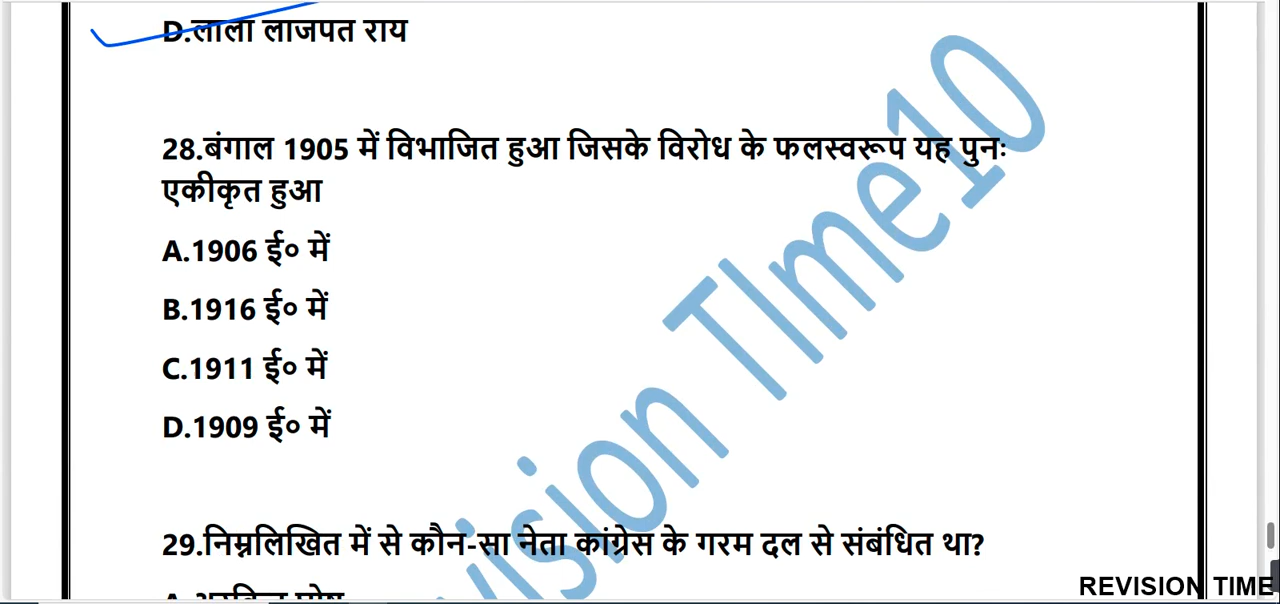 D.लाला लाजपत राय
28.बंगाल 1905 में विभाजित हुआ जिसके विरोध के फलस्वरूप यह पुनः
एकीकृत हुआ
A.1906 ई० में
B.1916 ई० में
C.1911 ई० में
D.1909 ई० में
29.निम्नलिखित में से कौन-सा नेता कांग्रेस के गरम दल से संबंधित था?
vision TIme10
REVISION TIME